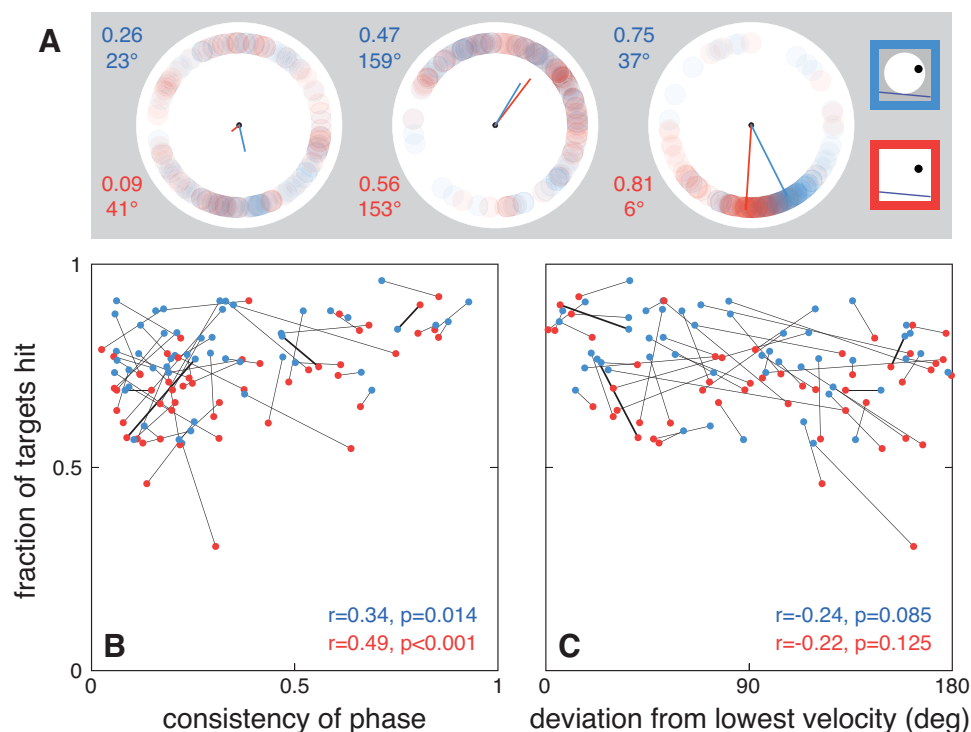 A
0.26
23°
0.47
159°
0.75
37°
0.09
41°
0.56
153°
0.81
6°
fraction of targets hit
1
0.5
0
r=0.34, p=0.014
r=0.49, p<0.001
B
0
0.5
1
consistency of phase
r=-0.24, p=0.085
r=-0.22, p=0.125
C
0
90
180
deviation from lowest velocity (deg)